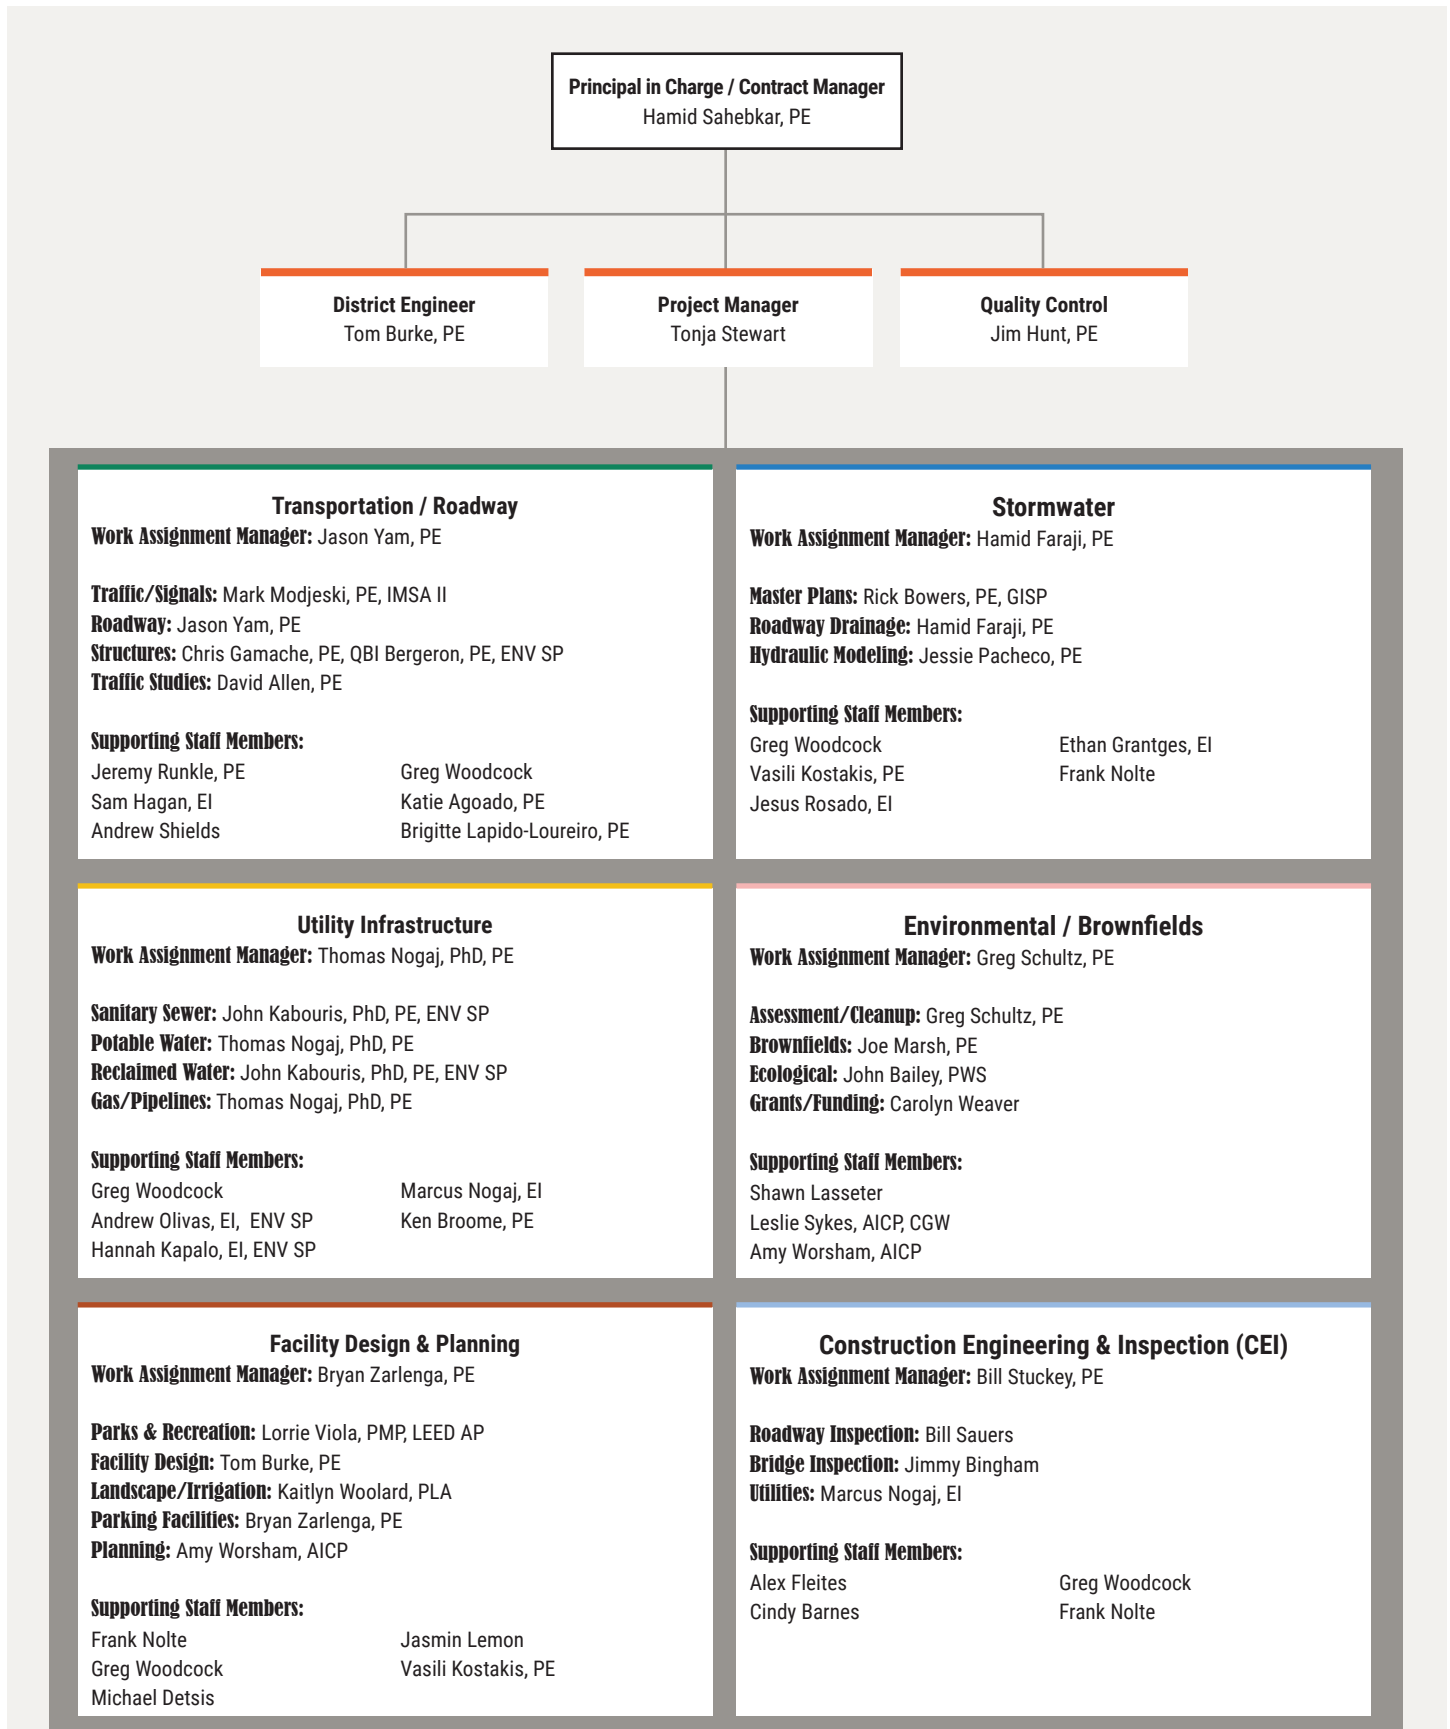 Principal in Charge / Contract Manager
Hamid Sahebkar, PE
District Engineer
Tom Burke, PE
Project Manager
Tonja Stewart
Quality Control
Jim Hunt, PE
Transportation / Roadway
Work Assignment Manager: Jason Yam, PE
Traffic/Signals: Mark Modjeski, PE, IMSA II
Roadway: Jason Yam, PE
Structures: Chris Gamache, PE, QBI Bergeron, PE, ENV SP
Traffic Studies: David Allen, PE
Supporting Staff Members:
Jeremy Runkle, PE
Sam Hagan, EI
Andrew Shields
Greg Woodcock
Katie Agoado, PE
Brigitte Lapido-Loureiro, PE
Stormwater
Work Assignment Manager: Hamid Faraji, PE
Master Plans: Rick Bowers, PE, GISP
Roadway Drainage: Hamid Faraji, PE
Hydraulic Modeling: Jessie Pacheco, PE
Supporting Staff Members:
Greg Woodcock
Vasili Kostakis, PE
Jesus Rosado, EI
Ethan Grantges, EI
Frank Nolte
Utility Infrastructure
Work Assignment Manager: Thomas Nogaj, PhD, PE
Sanitary Sewer: John Kabouris, PhD, PE, ENV SP
Potable Water: Thomas Nogaj, PhD, PE
Reclaimed Water: John Kabouris, PhD, PE, ENV SP
Gas/Pipelines: Thomas Nogaj, PhD, PE
Supporting Staff Members:
Greg Woodcock
Andrew Olivas, EI, ENV SP
Hannah Kapalo, EI, ENV SP
Marcus Nogaj, EI
Ken Broome, PE
Environmental / Brownfields
Work Assignment Manager: Greg Schultz, PE
Assessment/Cleanup: Greg Schultz, PE
Brownfields: Joe Marsh, PE
Ecological: John Bailey, PWS
Grants/Funding: Carolyn Weaver
Supporting Staff Members:
Shawn Lasseter
Leslie Sykes, AICP, CGW
Amy Worsham, AICP
Facility Design & Planning
Work Assignment Manager: Bryan Zarlenga, PE
Parks & Recreation: Lorrie Viola, PMP, LEED AP
Facility Design: Tom Burke, PE
Landscape/Irrigation: Kaitlyn Woolard, PLA
Parking Facilities: Bryan Zarlenga, PE
Planning: Amy Worsham, AICP
Supporting Staff Members:
Frank Nolte
Greg Woodcock
Michael Detsis
Jasmin Lemon
Vasili Kostakis, PE
Construction Engineering & Inspection (CEI)
Work Assignment Manager: Bill Stuckey, PE
Roadway Inspection: Bill Sauers
Bridge Inspection: Jimmy Bingham
Utilities: Marcus Nogaj, EI
Supporting Staff Members:
Alex Fleites
Cindy Barnes
Greg Woodcock
Frank Nolte